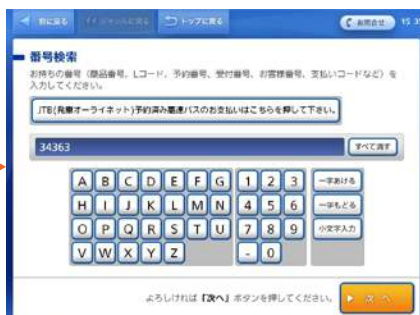 前に戻る
トップに戻る
お問合せ
15:3
番号検索
お持ちの番号（商品番号、Lコード、予約番号、受付番号、お客様番号、支払いコードなど）を
入力してください。
JTB(発車オーライネット)予約済み高速バスのお支払いはこちらを押して下さい。
34363 すべて消す
A B C D E F G 1 2 3 一字あける
H I J K L M N 4 5 6 一字もどる
O P Q R S T U 7 8 9 小文字入力
V W X Y Z - 0
よろしければ「次へ」ボタンを押してください。 次へ